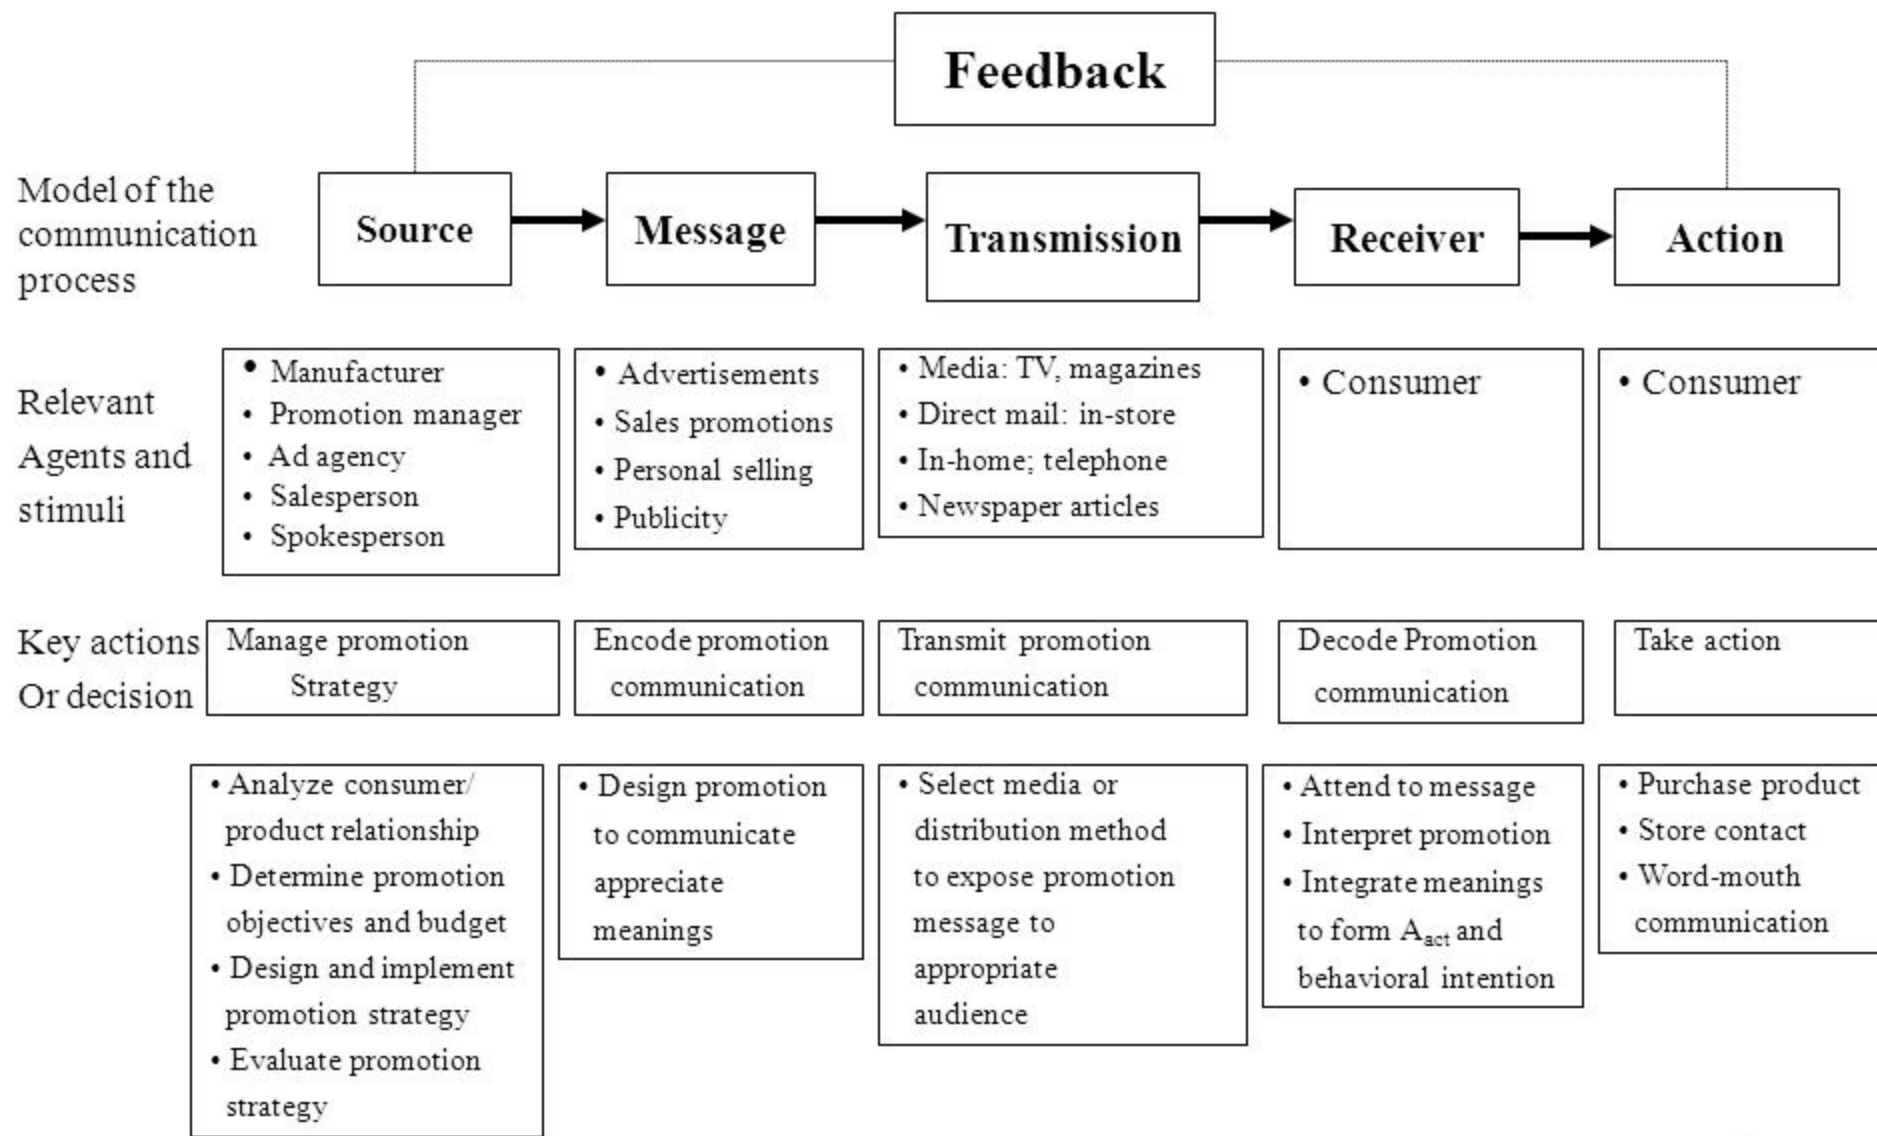 Feedback
Model of the
communication
process
Source
Message
Transmission
Receiver
Action
Relevant
Agents and
stimuli
• Manufacturer
• Promotion manager
• Ad agency
• Salesperson
• Spokesperson
• Advertisements
• Sales promotions
• Personal selling
• Publicity
• Media: TV, magazines
• Direct mail: in-store
• In-home; telephone
• Newspaper articles
• Consumer
• Consumer
Key actions
Or decision
Manage promotion
Strategy
Encode promotion
communication
Transmit promotion
communication
Decode Promotion
communication
Take action
• Analyze consumer/
product relationship
• Determine promotion
objectives and budget
• Design and implement
promotion strategy
• Evaluate promotion
strategy
• Design promotion
to communicate
appreciate
meanings
• Select media or
distribution method
to expose promotion
message to
appropriate
audience
• Attend to message
• Interpret promotion
• Integrate meanings
to form Aact and
behavioral intention
• Purchase product
• Store contact
• Word-mouth
communication